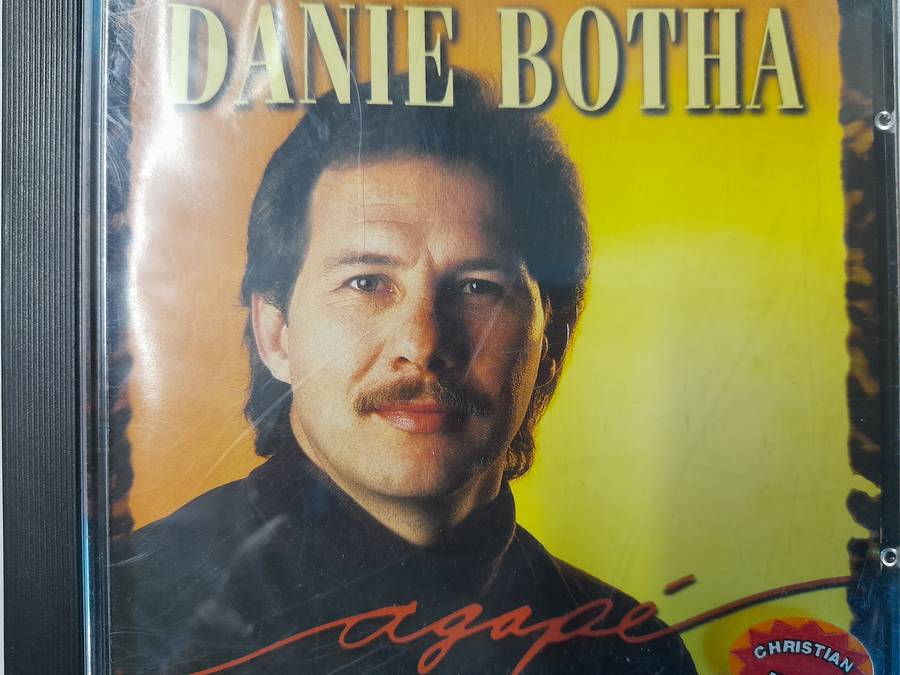 DANIE BOTHA
agapé
CHRISTIAN